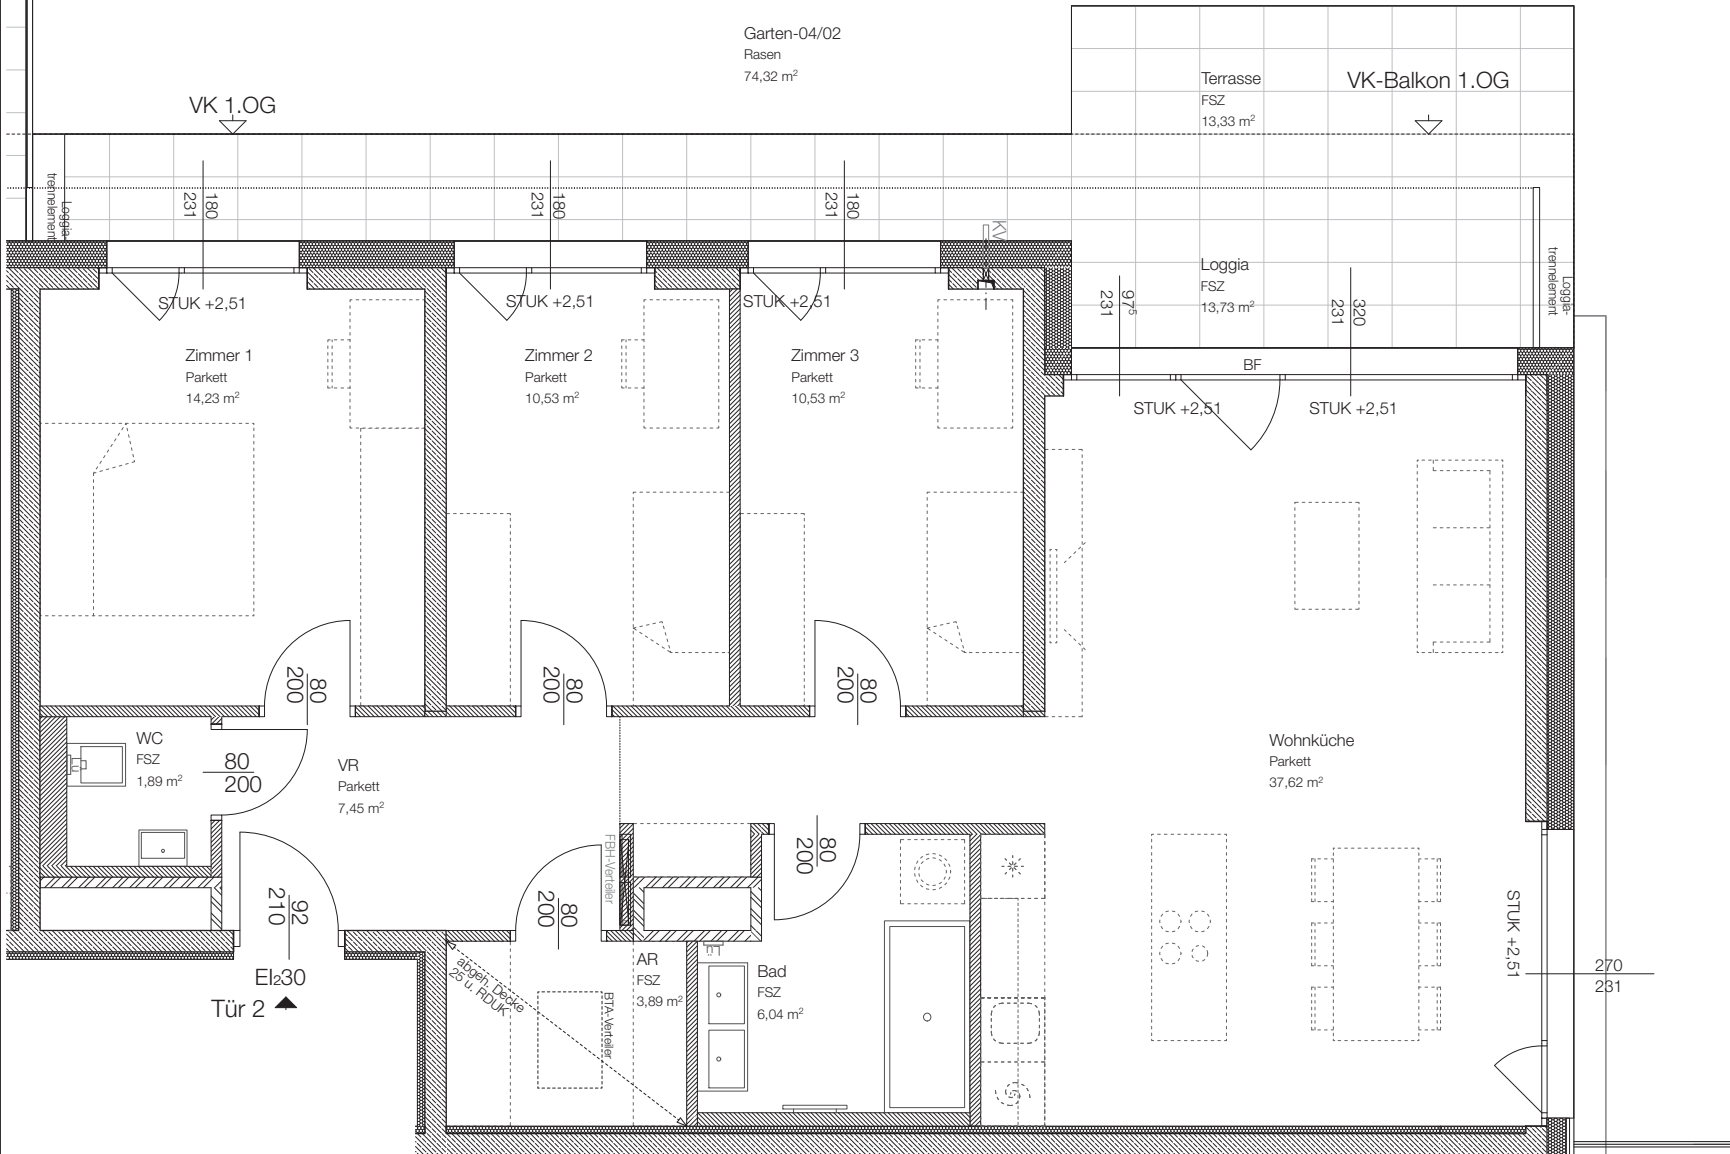 Garten-04/02
Rasen
74,32 m²
Terrasse
FSZ
13,33 m²
VK-Balkon 1.OG
VK 1.OG
Loggia-
trennelement
180
231
180
231
180
231
KV
Loggia
FSZ
13,73 m²
97⁵
231
320
231
Loggia-
trennelement
STUK +2,51
STUK +2,51
STUK +2,51
BF
STUK +2,51
STUK +2,51
Zimmer 1
Parkett
14,23 m²
Zimmer 2
Parkett
10,53 m²
Zimmer 3
Parkett
10,53 m²
80
200
80
200
80
200
WC
FSZ
1,89 m²
LÜ
80
200
VR
Parkett
7,45 m²
Wohnküche
Parkett
37,62 m²
FBH-Verteiler
80
200
92
210
80
200
EI₂30
Tür 2
abgeh. Decke
25 u. RDUK
BTA-Verteiler
AR
FSZ
3,89 m²
LÜ
Bad
FSZ
6,04 m²
STUK +2,51
270
231